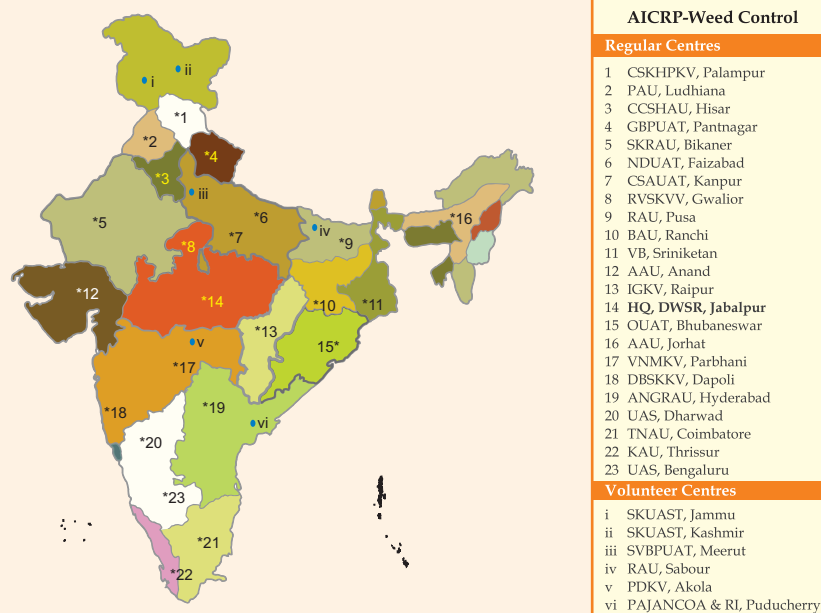 ii
i
*1
*2
*4
*3
iii
*6
*5
iv
*7
*9
*16
*8
*12
*14
*10
*11
*13
v
15*
*17
*19
*18
vi
*20
*23
*21
*22
AICRP-Weed Control
Regular Centres
1 CSKHPKV, Palampur
2 PAU, Ludhiana
3 CCSHAU, Hisar
4 GBPUAT, Pantnagar
5 SKRAU, Bikaner
6 NDUAT, Faizabad
7 CSAUAT, Kanpur
8 RVSKVV, Gwalior
9 RAU, Pusa
10 BAU, Ranchi
11 VB, Sriniketan
12 AAU, Anand
13 IGKV, Raipur
14 HQ, DWSR, Jabalpur
15 OUAT, Bhubaneswar
16 AAU, Jorhat
17 VNMKV, Parbhani
18 DBSKKV, Dapoli
19 ANGRAU, Hyderabad
20 UAS, Dharwad
21 TNAU, Coimbatore
22 KAU, Thrissur
23 UAS, Bengaluru
Volunteer Centres
i SKUAST, Jammu
ii SKUAST, Kashmir
iii SVBPUAT, Meerut
iv RAU, Sabour
v PDKV, Akola
vi PAJANCOA & RI, Puducherry